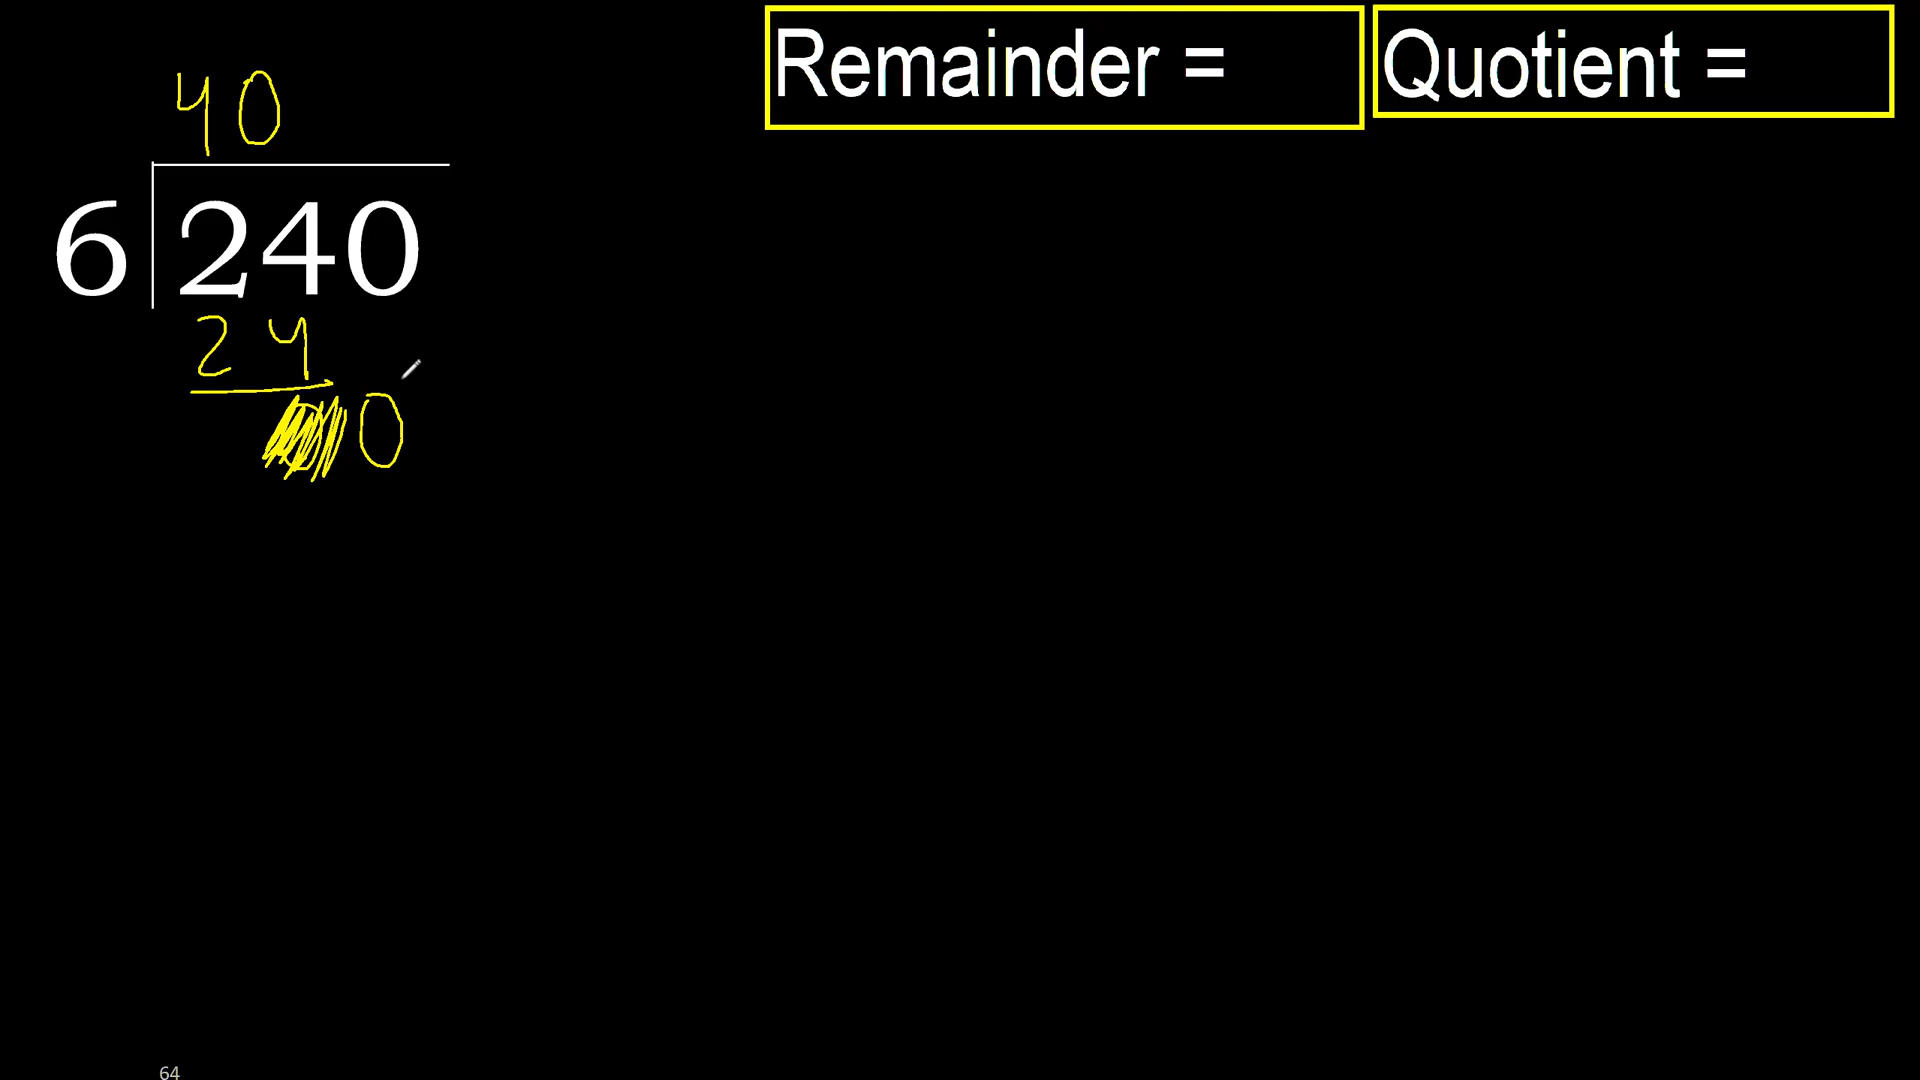 Remainder =
Quotient =
40
6 240
24
0
64